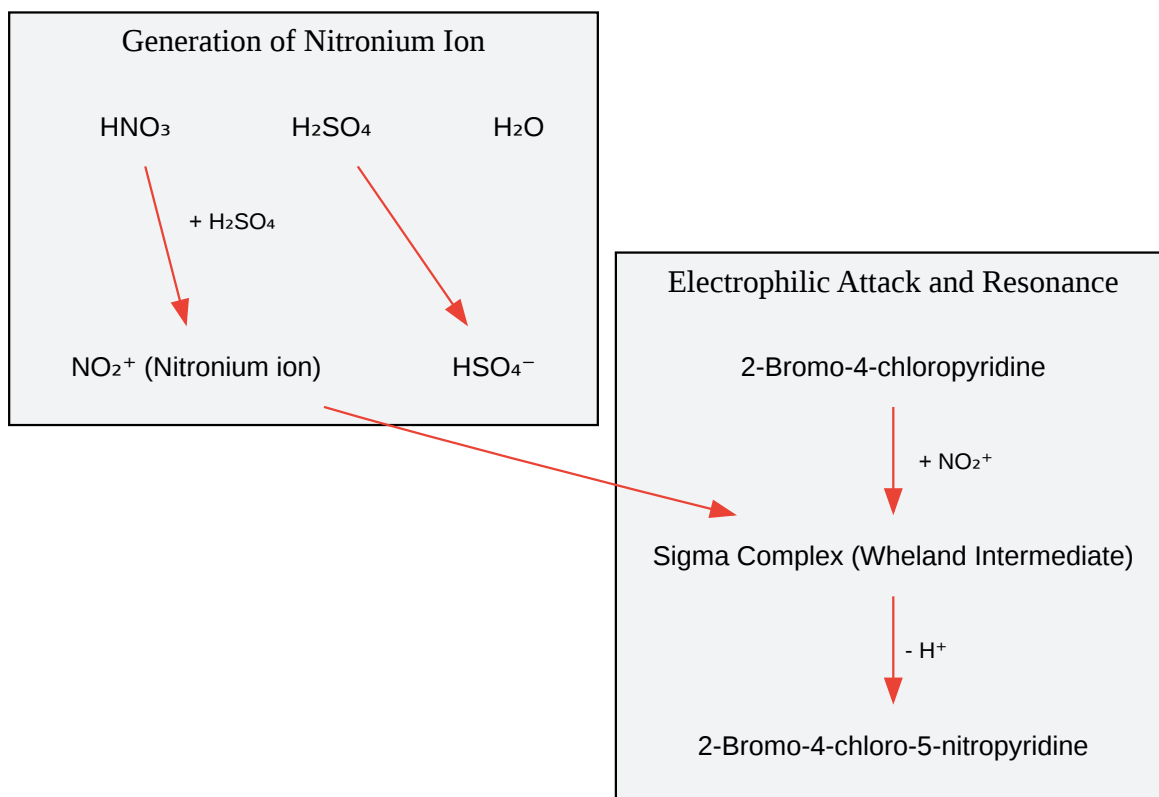 Generation of Nitronium Ion
HNO₃ H₂SO₄ H₂O
+ H₂SO₄
NO₂⁺ (Nitronium ion) HSO₄⁻
Electrophilic Attack and Resonance
2-Bromo-4-chloropyridine
+ NO₂⁺
Sigma Complex (Wheland Intermediate)
- H⁺
2-Bromo-4-chloro-5-nitropyridine